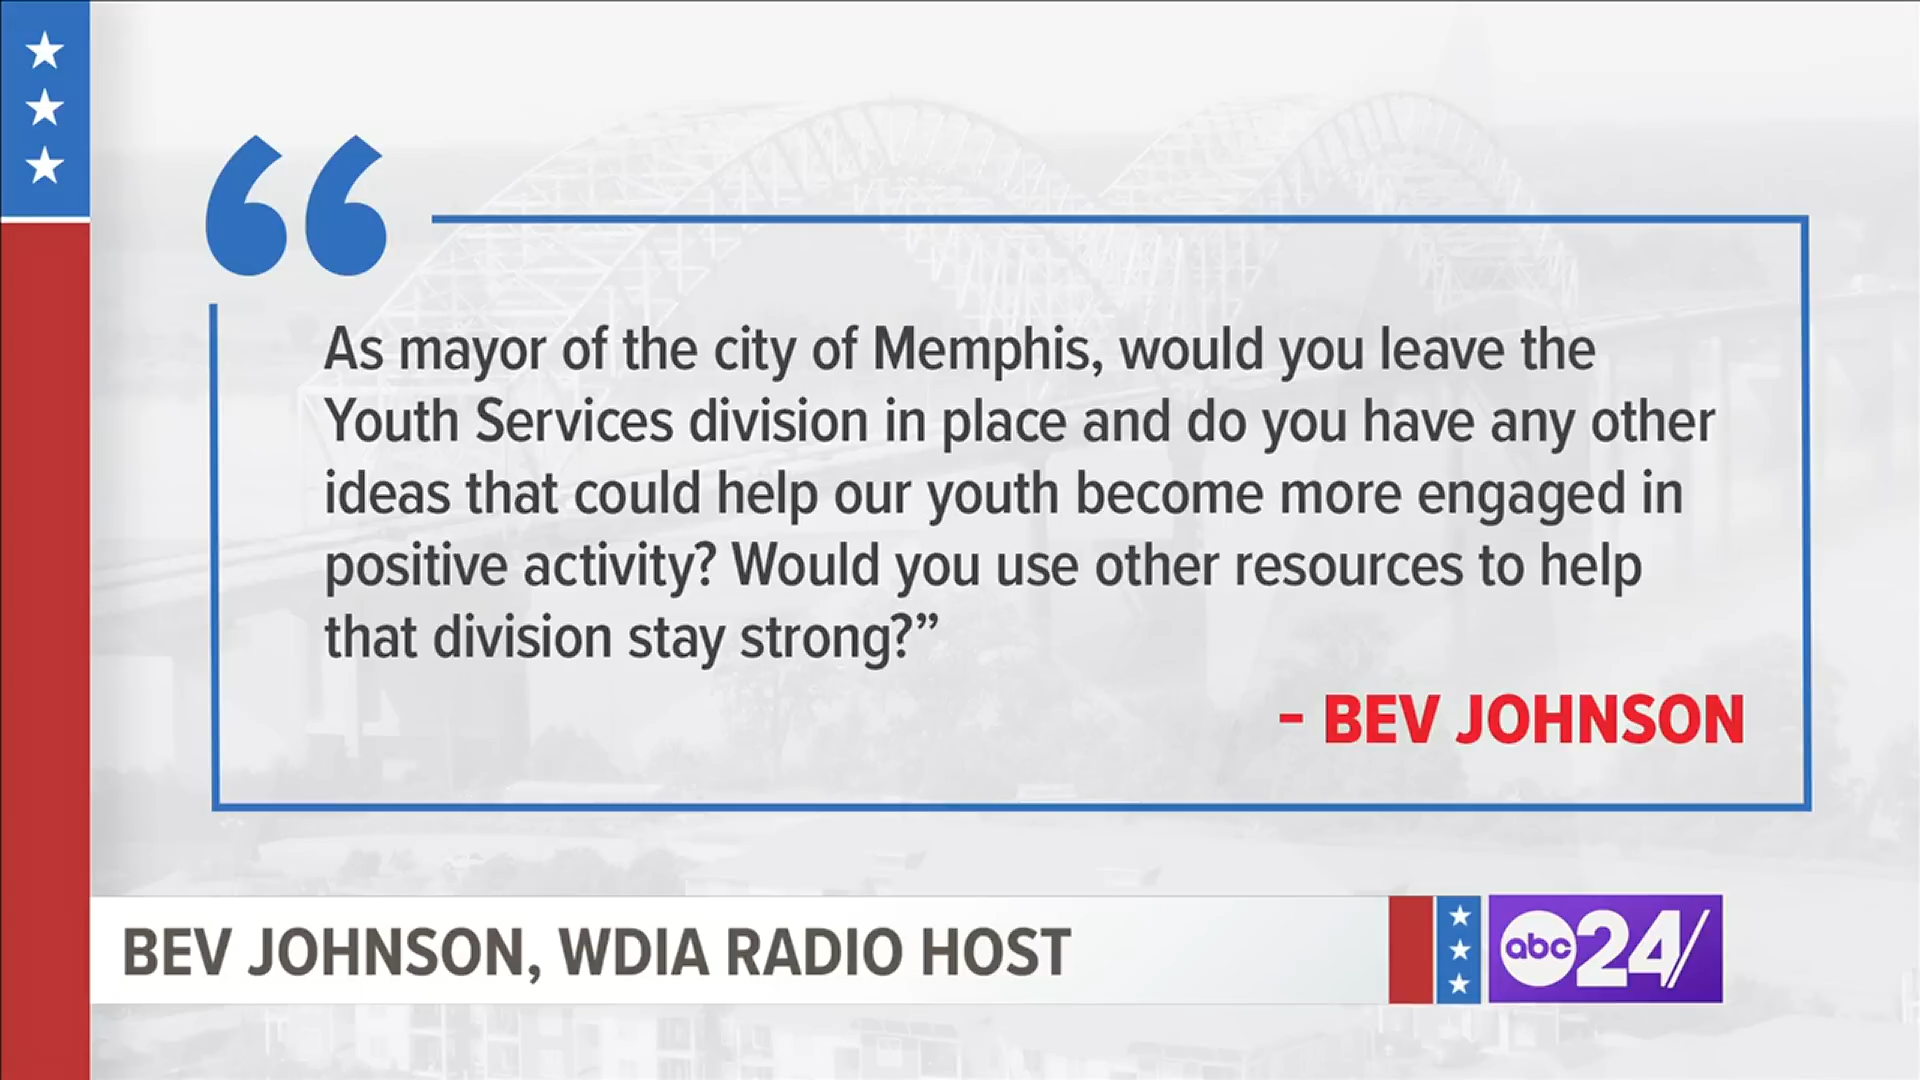 “
As mayor of the city of Memphis, would you leave the
Youth Services division in place and do you have any other
ideas that could help our youth become more engaged in
positive activity? Would you use other resources to help
that division stay strong?”
- BEV JOHNSON
BEV JOHNSON, WDIA RADIO HOST
abc24/